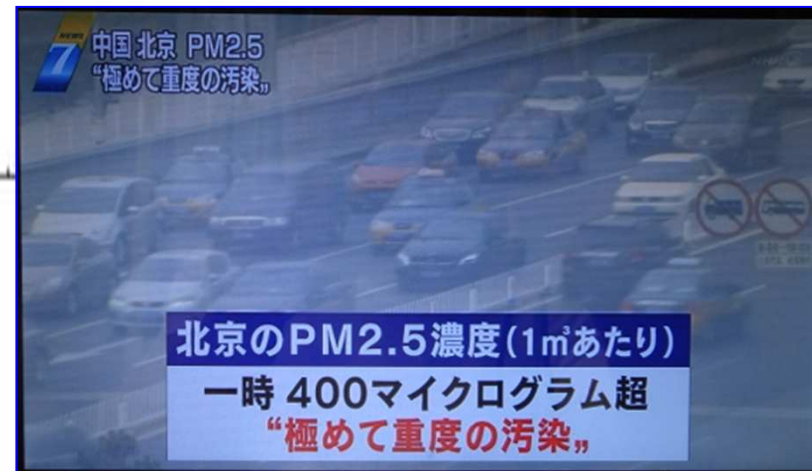 NEWS
7
中国 北京 PM2.5
“極めて重度の汚染„
北京のPM2.5濃度(1㎥あたり)
一時 400マイクログラム超
“極めて重度の汚染„